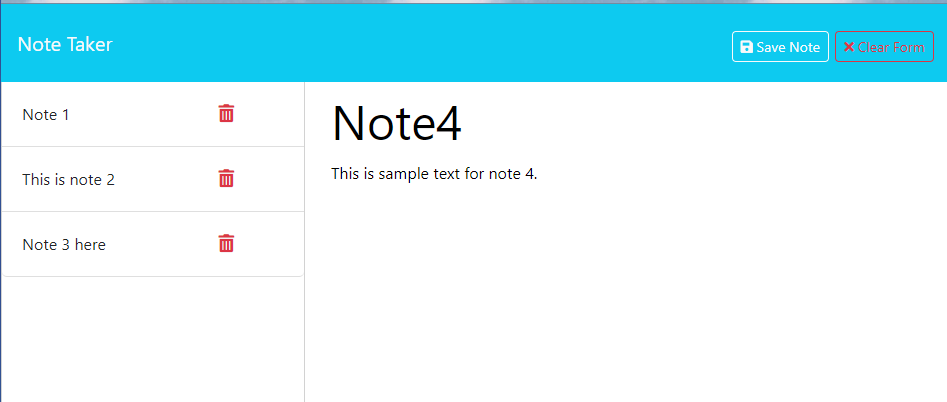 Note Taker
Save Note
Clear Form
Note 1
This is note 2
Note 3 here
Note4
This is sample text for note 4.